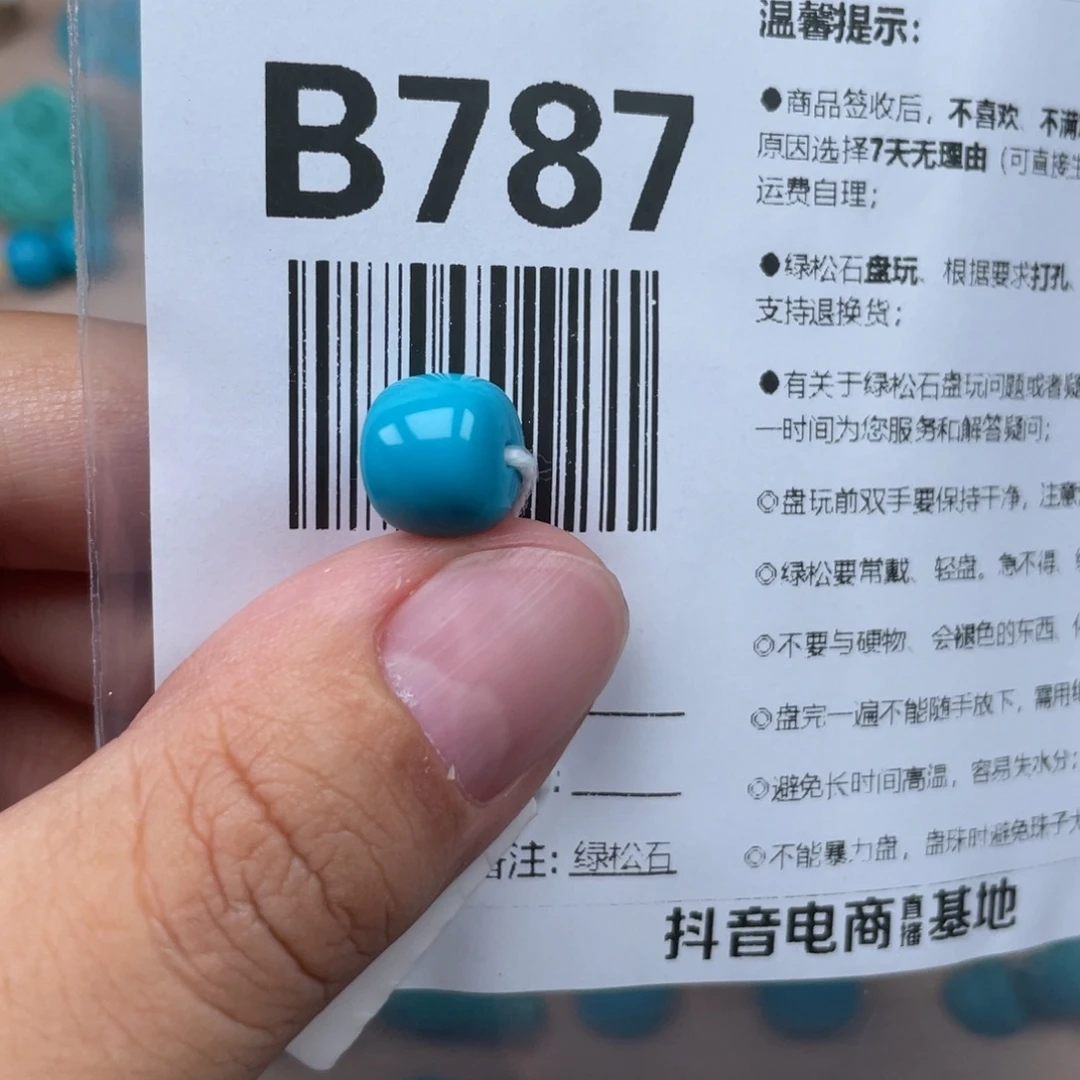 B787
温馨提示:
●商品签收后，不喜欢、不满
原因选择7天无理由（可直接
运费自理；
●绿松石盘玩、根据要求打孔、
支持退换货；
●有关于绿松石盘玩问题或者疑
一时间为您服务和解答疑问；
◎盘玩前双手要保持干净，注意
◎绿松要常戴、轻盘。急不得、
◎不要与硬物、会褪色的东西、
◎盘完一遍不能随手放下，需用
◎避免长时间高温，容易失水分；
◎不能暴力盘，盘珠时避免珠子
备注: 绿松石
抖音电商直播基地